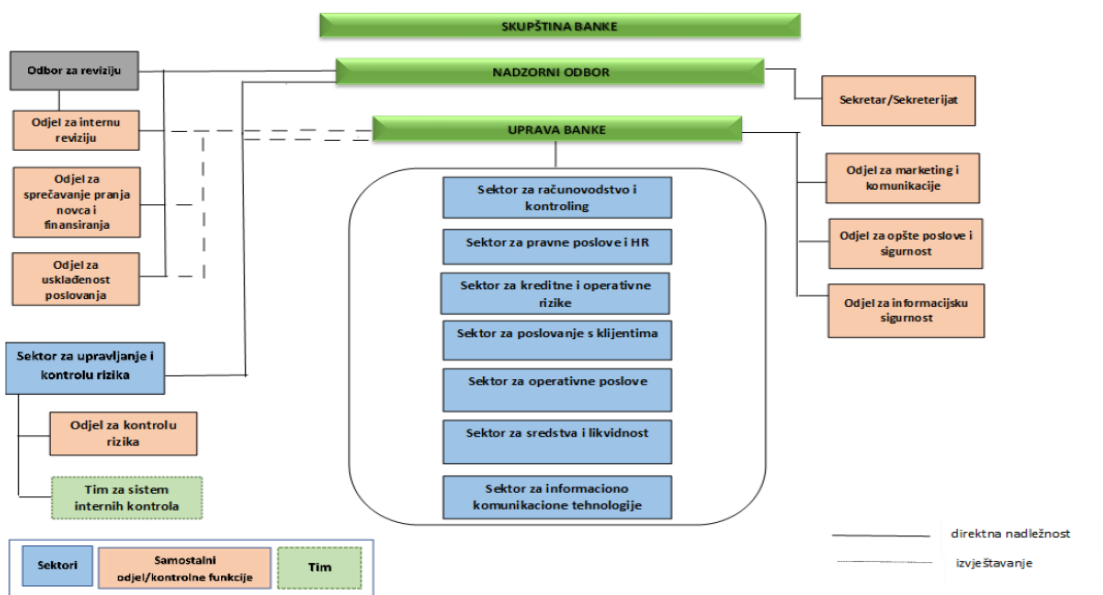 SKUPŠTINA BANKE
NADZORNI ODBOR
UPRAVA BANKE
Odbor za reviziju
Odjel za internu
reviziju
Odjel za
sprečavanje pranja
novca i
finansiranja
Odjel za
usklađenost
poslovanja
Sektor za upravljanje i
kontrolu rizika
Odjel za kontrolu
rizika
Tim za sistem
internih kontrola
Sektor za računovodstvo i
kontroling
Sektor za pravne poslove i HR
Sektor za kreditne i operativne
rizike
Sektor za poslovanje s klijentima
Sektor za operativne poslove
Sektor za sredstva i likvidnost
Sektor za informaciono
komunikacione tehnologije
Sekretar/Sekreterijat
Odjel za marketing i
komunikacije
Odjel za opšte poslove i
sigurnost
Odjel za informacijsku
sigurnost
Sektori
Samostalni
odjel/kontrolne funkcije
Tim
direktna nadležnost
izvještavanje